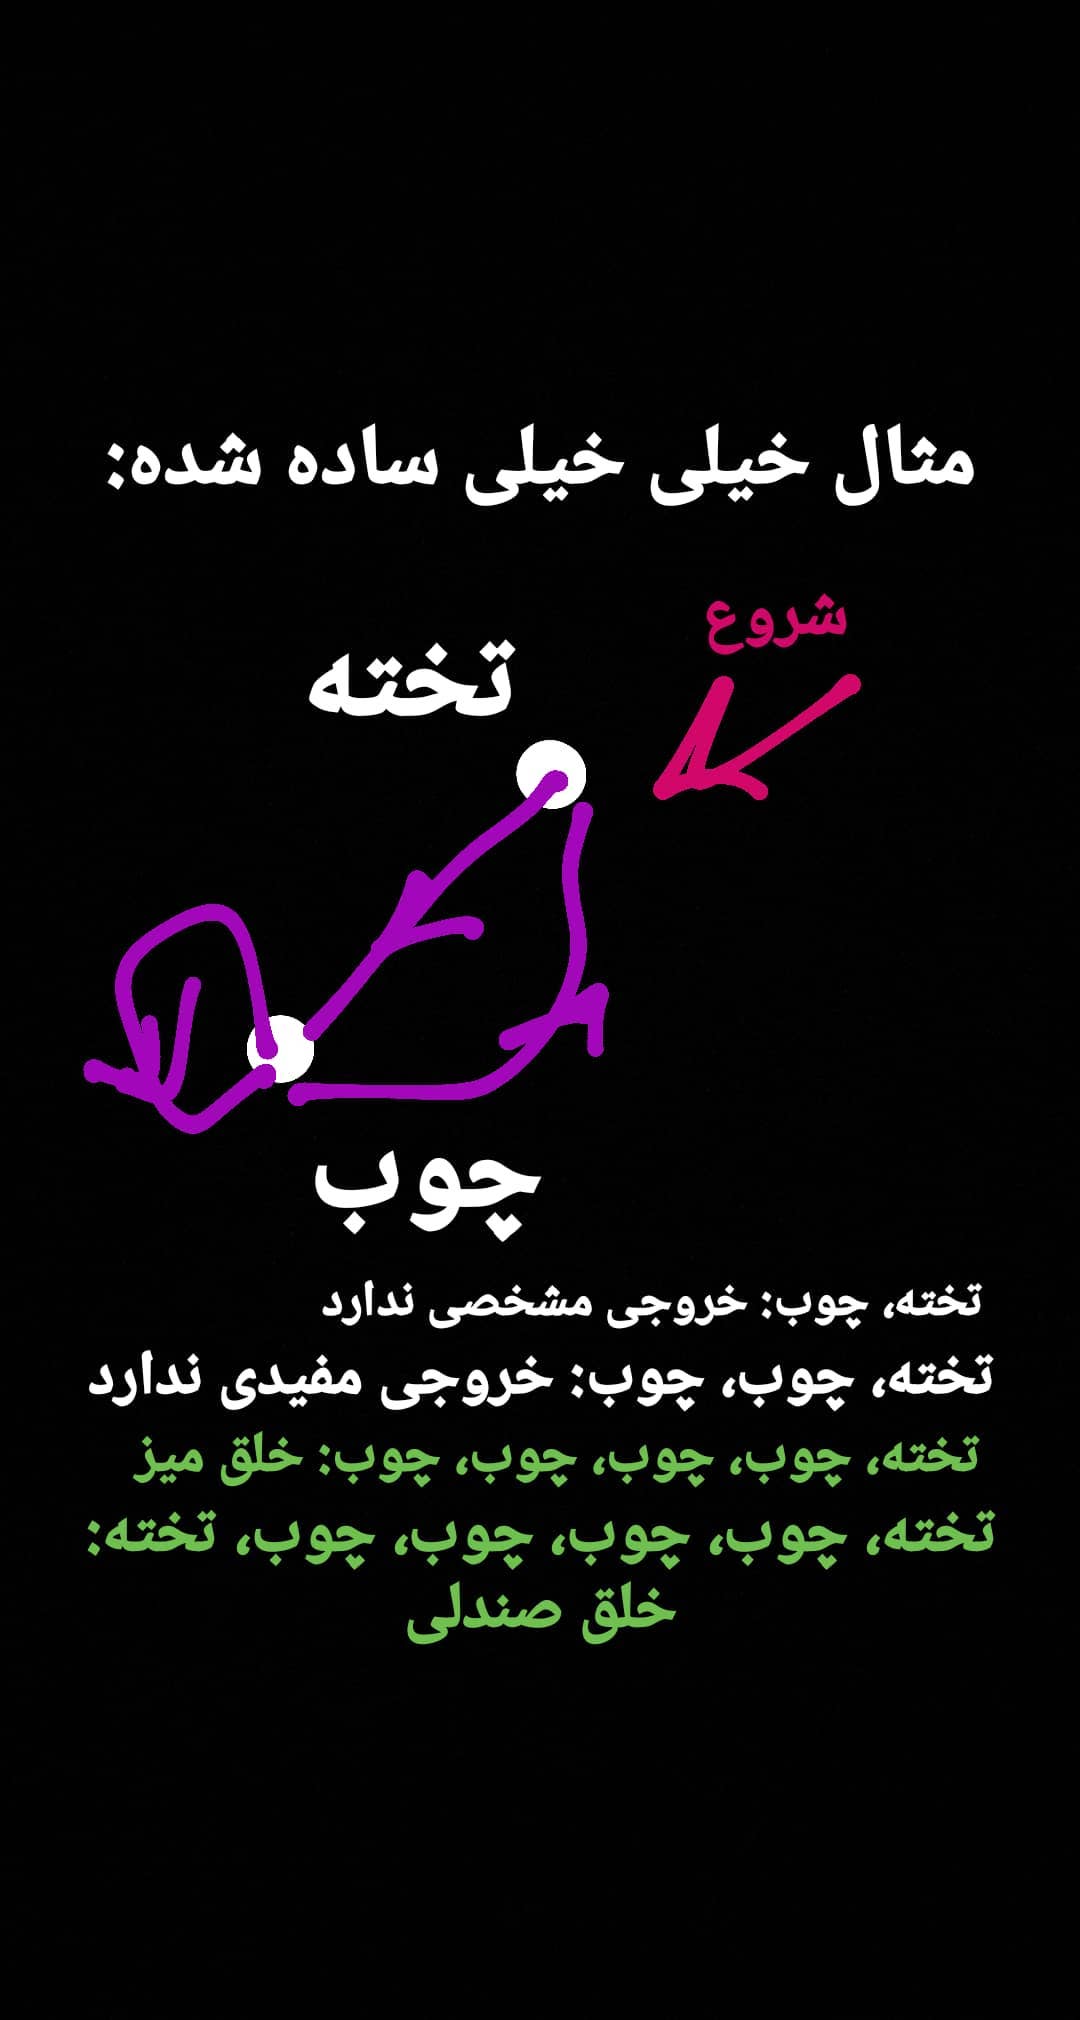 مثال خیلی خیلی ساده شده:
شروع
تخته
چوب
تخته، چوب: خروجی مشخصی ندارد
تخته، چوب، چوب: خروجی مفیدی ندارد
تخته، چوب، چوب، چوب، چوب: خلق میز
تخته، چوب، چوب، چوب، چوب، تخته:
خلق صندلی